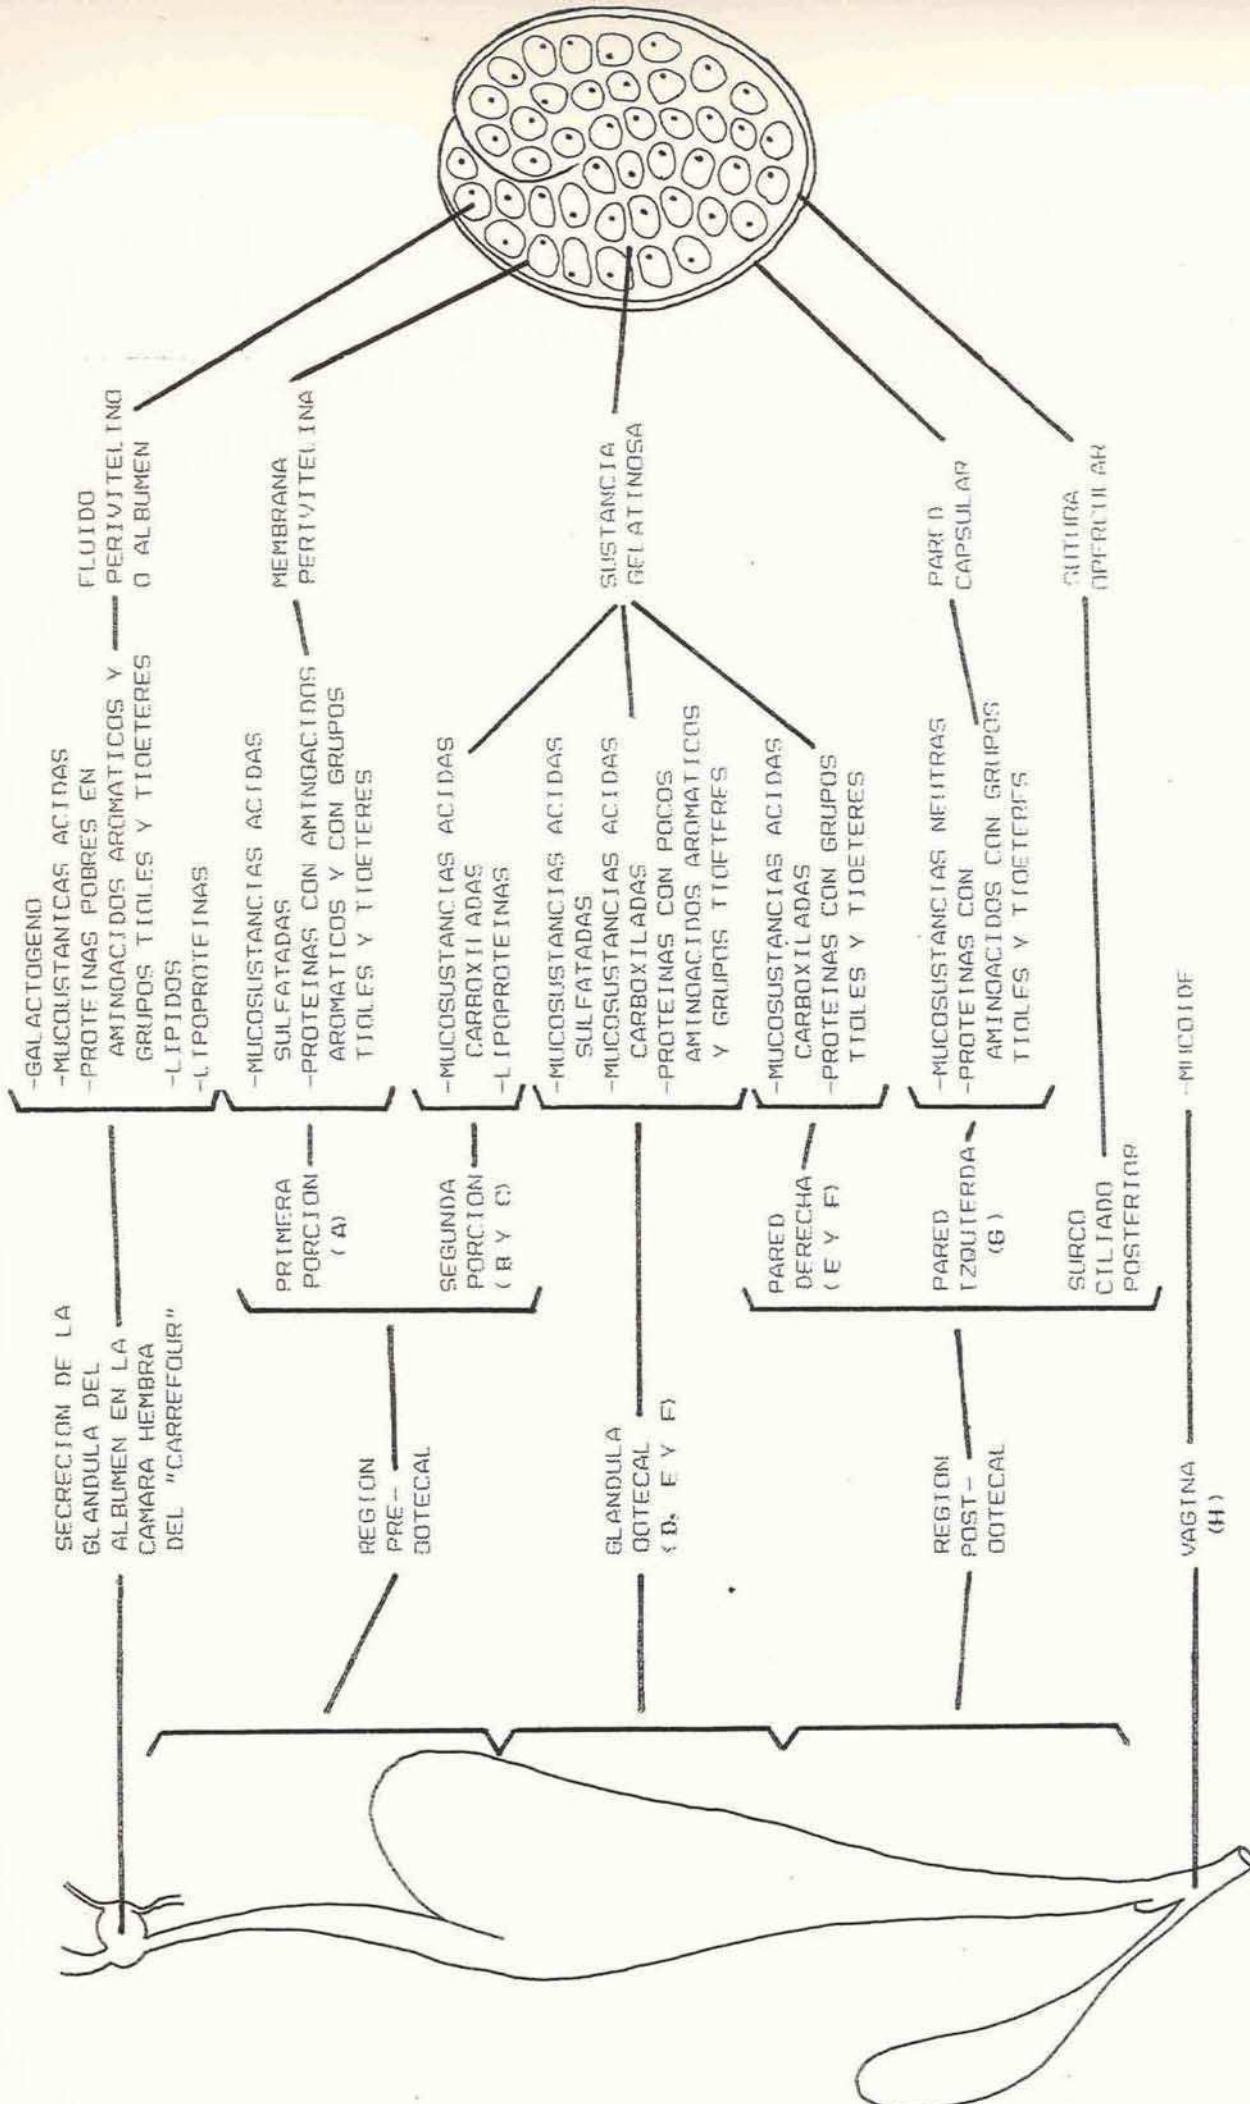 SECRECION DE LA
GLANDULA DEL
ALBUMEN EN LA
CAMARA HEMBRA
DEL "CARREFOUR"
-GALACTOGENO
-MUCOUSTANICAS ACIDAS
-PROTEINAS POBRES EN
AMINOACIDOS AROMATICOS Y
GRUPOS TIOLES Y TIOETERES
-LIPIDOS
-LIPOPROTEINAS
FLUIDO
PERIVITELINO
O ALBUMEN
REGION
PRE-
OOTECAL
PRIMERA
PORCION
(A)
-MUCOSUSTANCIAS ACIDAS
SULFATADAS
-PROTEINAS CON AMINOACIDOS
AROMATICOS Y COM GRUPOS
TIOLES Y TIOETERES
MEMBRANA
PERIVITELINA
SEGUNDA
PORCION
(B Y C)
-MUCOSUSTANCIAS ACIDAS
CARBOXILADAS
-LIPOPROTEINAS
GLANDULA
OOTECAL
(D, E Y F)
-MUCOSUSTANCIAS ACIDAS
SULFATADAS
-MUCOSUSTANCIAS ACIDAS
CARBOXILADAS
-PROTEINAS CON POCOS
AMINOACIDOS AROMATICOS
Y GRUPOS TIOETERES
SUSTANCIA
GELATINOSA
REGION
POST-
OOTECAL
PARED
DERECHA
(E Y F)
-MUCOSUSTANCIAS ACIDAS
CARBOXILADAS
-PROTEINAS CON GRUPOS
TIOLES Y TIOETERES
PARED
IZQUIERDA
(G)
-MUCOSUSTANCIAS NEUTRAS
-PROTEINAS CON
AMINOACIDOS CON GRUPOS
TIOLES Y TIOETERES
PARED
CAPSULAR
SURCO
CILIADO
POSTERIOR
SUTURA
OPERCULAR
VAGINA
(H)
-MUCOIDE